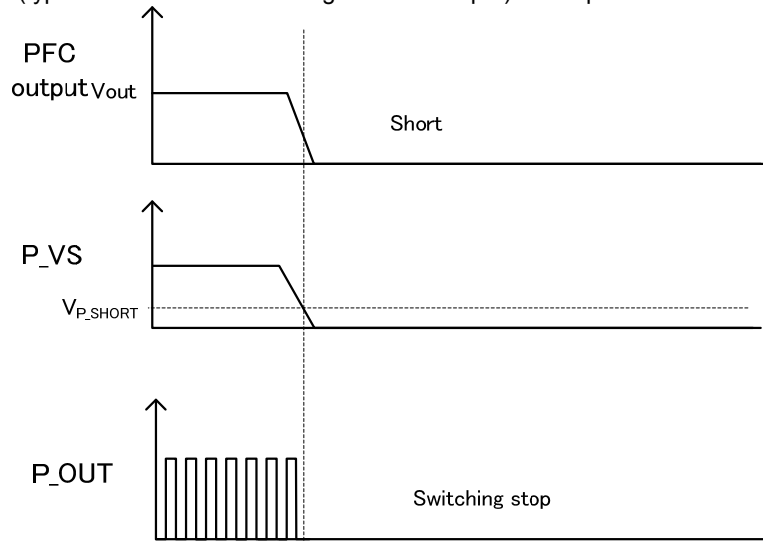 PFC
output Vout
Short
P_VS
VP_SHORT
P_OUT
Switching stop